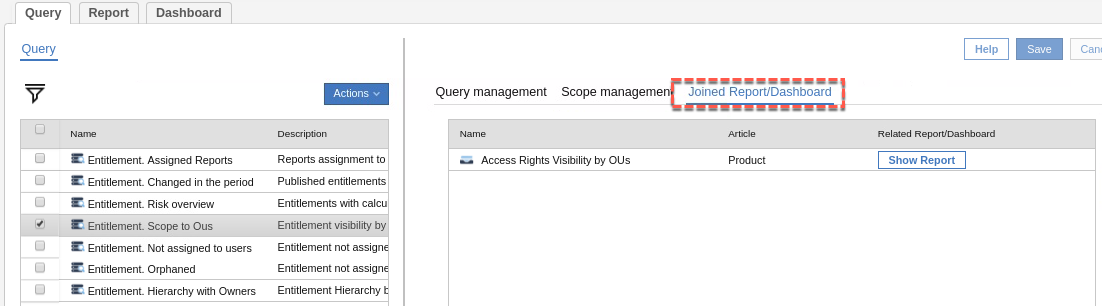 Query Report Dashboard
Query
Help Save Canc
Actions
Query management Scope management Joined Report/Dashboard
Name Description
Name Article Related Report/Dashboard
Entitlement. Assigned Reports Reports assignment to
Access Rights Visibility by OUs Product Show Report
Entitlement. Changed in the period Published entitlements
Entitlement. Risk overview Entitlements with calcu
Entitlement. Scope to Ous Entitlement visibility by
Entitlement. Not assigned to users Entitlement not assigne
Entitlement. Orphaned Entitlement not assigne
Entitlement. Hierarchy with Owners Entitlement Hierarchy b